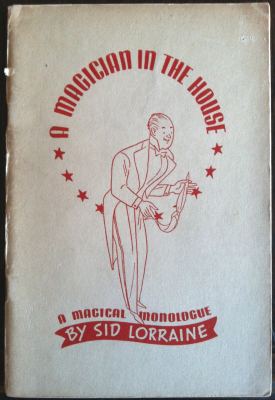 A MAGICIAN IN THE HOUSE
A MAGICAL MONOLOGUE
BY SID LORRAINE